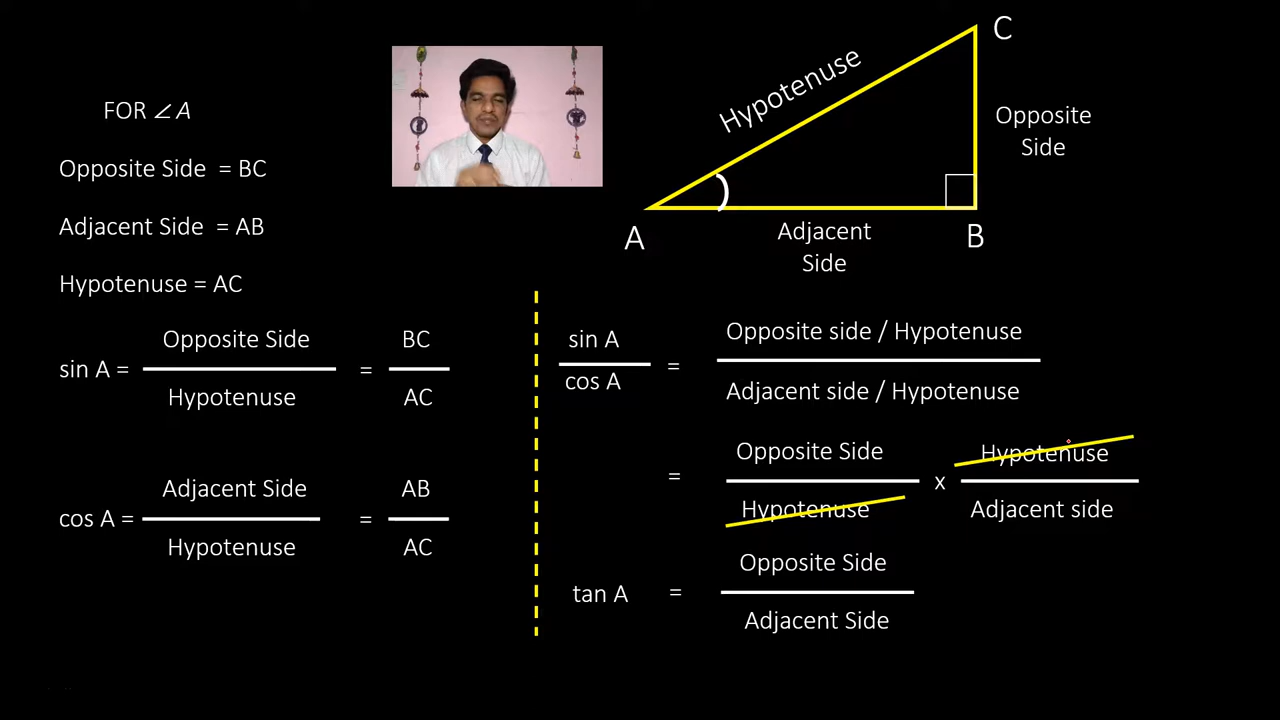 FOR ∠A
Opposite Side = BC
Adjacent Side = AB
Hypotenuse = AC
sin A = Opposite Side / Hypotenuse = BC / AC
cos A = Adjacent Side / Hypotenuse = AB / AC
C
Hypotenuse
Opposite
Side
A
B
Adjacent
Side
sin A / cos A = Opposite side / Hypotenuse
Adjacent side / Hypotenuse
= Opposite Side / Hypotenuse x Hypotenuse / Adjacent side
tan A = Opposite Side / Adjacent Side